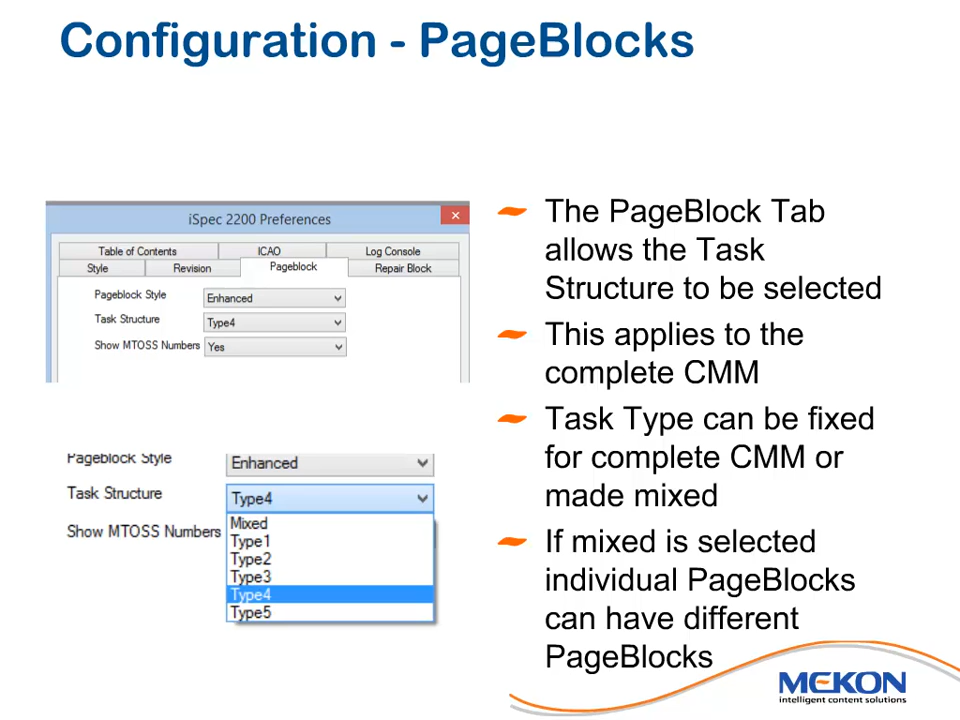 Configuration - PageBlocks
iSpec 2200 Preferences
Table of Contents ICAO Log Console
Style Revision Pageblock Repair Block
Pageblock Style Enhanced
Task Structure Type4
Show MTOSS Numbers Yes
Pageblock Style Enhanced
Task Structure Type4
Show MTOSS Numbers
Mixed
Type1
Type2
Type3
Type4
Type5
The PageBlock Tab
allows the Task
Structure to be selected
This applies to the
complete CMM
Task Type can be fixed
for complete CMM or
made mixed
If mixed is selected
individual PageBlocks
can have different
PageBlocks
MEKON
intelligent content solutions